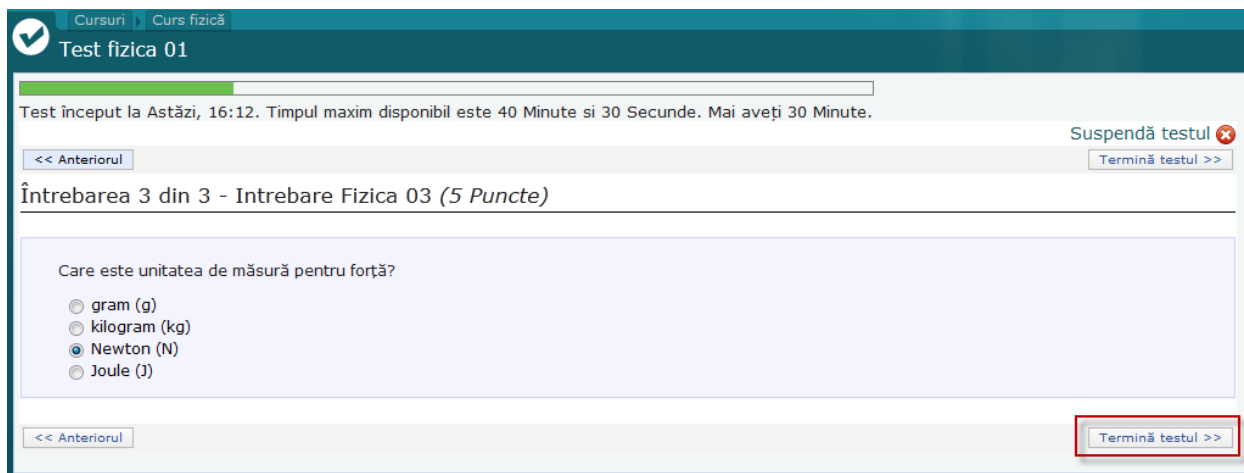 Cursuri Curs fizică
Test fizica 01
Test început la Astăzi, 16:12. Timpul maxim disponibil este 40 Minute si 30 Secunde. Mai aveți 30 Minute.
Suspendă testul
<< Anteriorul Termină testul >>
Întrebarea 3 din 3 - Intrebare Fizica 03 (5 Puncte)
Care este unitatea de măsură pentru forță?
gram (g)
kilogram (kg)
Newton (N)
Joule (J)
<< Anteriorul Termină testul >>